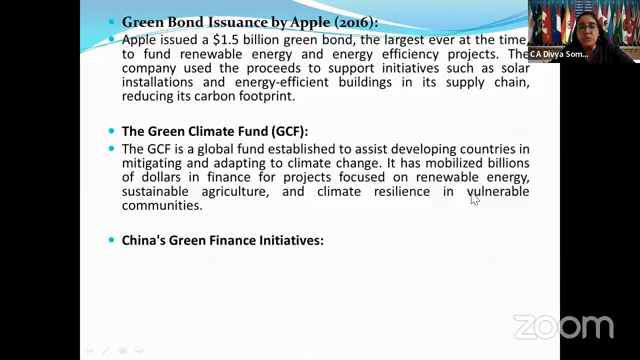 Green Bond Issuance by Apple (2016):
Apple issued a $1.5 billion green bond, the largest ever at the time,
to fund renewable energy and energy efficiency projects. The
company used the proceeds to support initiatives such as solar
installations and energy-efficient buildings in its supply chain,
reducing its carbon footprint.
The Green Climate Fund (GCF):
The GCF is a global fund established to assist developing countries in
mitigating and adapting to climate change. It has mobilized billions
of dollars in finance for projects focused on renewable energy,
sustainable agriculture, and climate resilience in vulnerable
communities.
China's Green Finance Initiatives:
CA Divya Som...
zoom